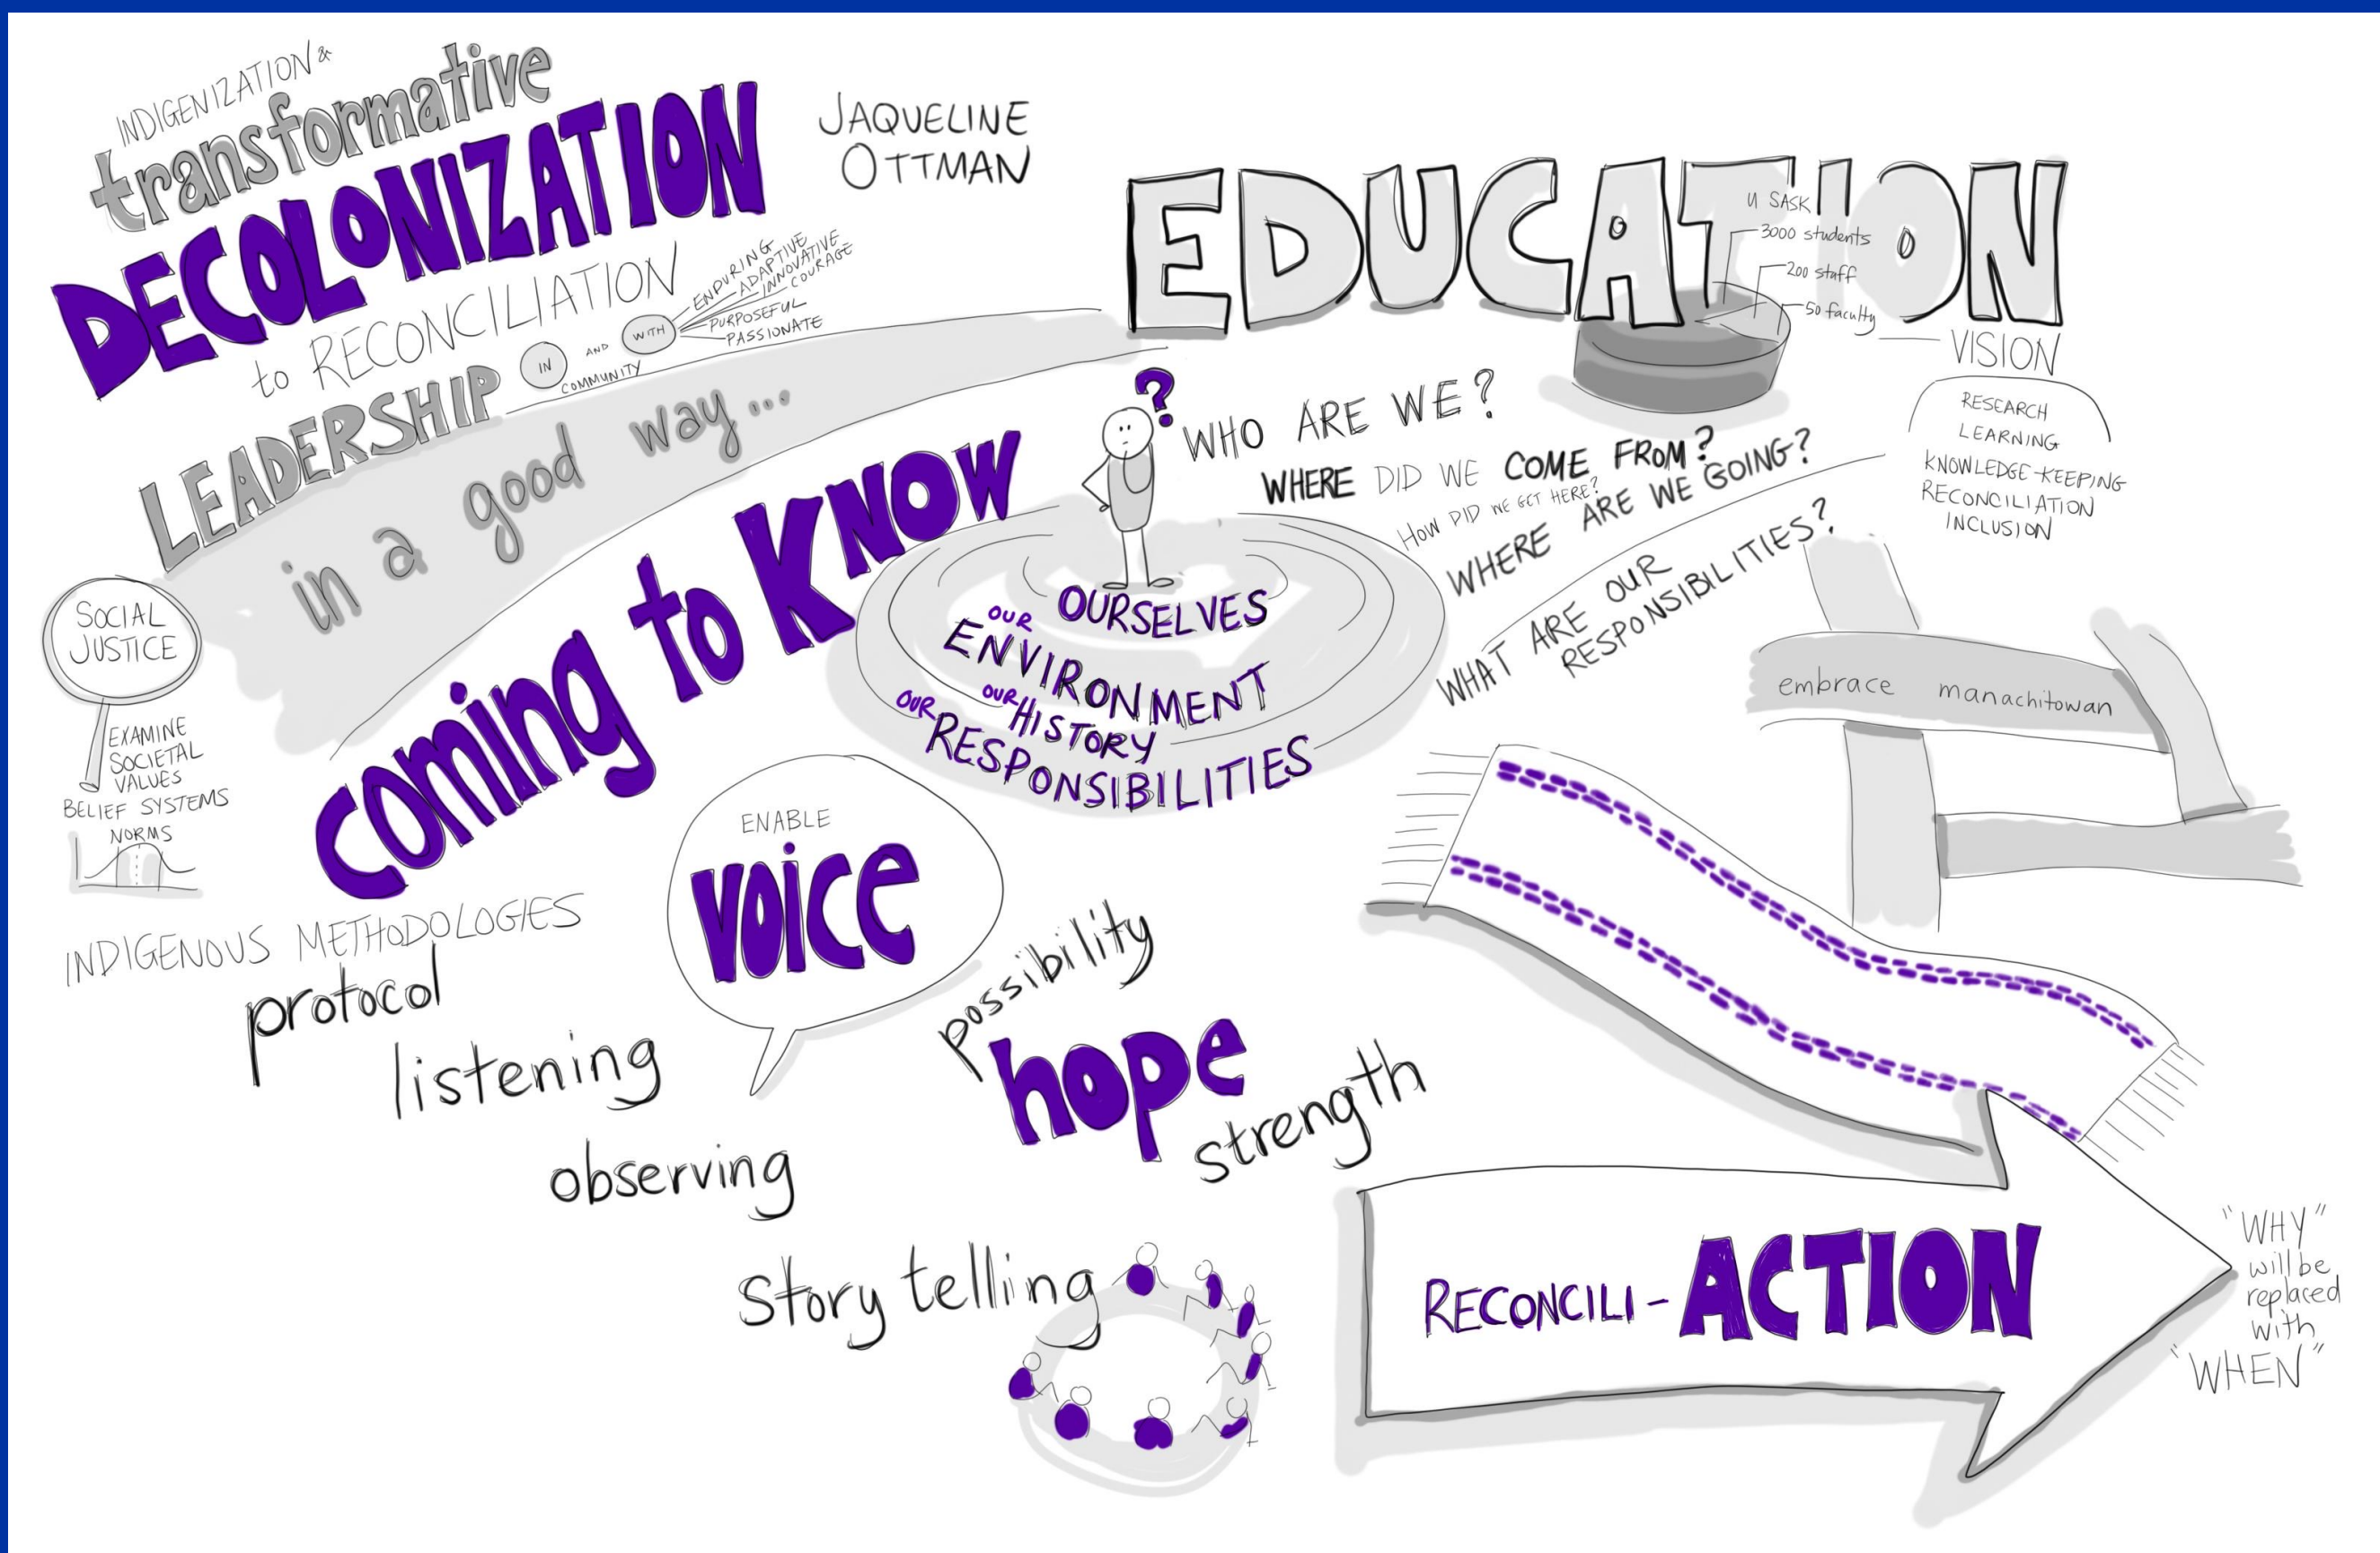 INDIGENIZATION &
transformative
DECOLONIZATION
to RECONCILIATION
LEADERSHIP
IN
AND
WITH
COMMUNITY
ENDURING
ADAPTIVE
INNOVATIVE
COURAGE
PURPOSEFUL
PASSIONATE
in a good way...
JAQUELINE
OTTMAN
EDUCATION
U SASK
3000 students
200 staff
50 faculty
VISION
RESEARCH
LEARNING
KNOWLEDGE-KEEPING
RECONCILIATION
INCLUSION
SOCIAL
JUSTICE
EXAMINE
SOCIETAL
VALUES
BELIEF SYSTEMS
NORMS
coming to KNOW
?
OURSELVES
OUR
ENVIRONMENT
OUR HISTORY
OUR RESPONSIBILITIES
WHO ARE WE?
WHERE DID WE COME FROM?
HOW DID WE GET HERE?
WHERE ARE WE GOING?
WHAT ARE OUR
RESPONSIBILITIES?
embrace manachitowan
ENABLE
VOICE
INDIGENOUS METHODOLOGIES
protocol
listening
observing
Story telling
possibility
hope
strength
RECONCILI-ACTION
"WHY"
will be
replaced
with
"WHEN"